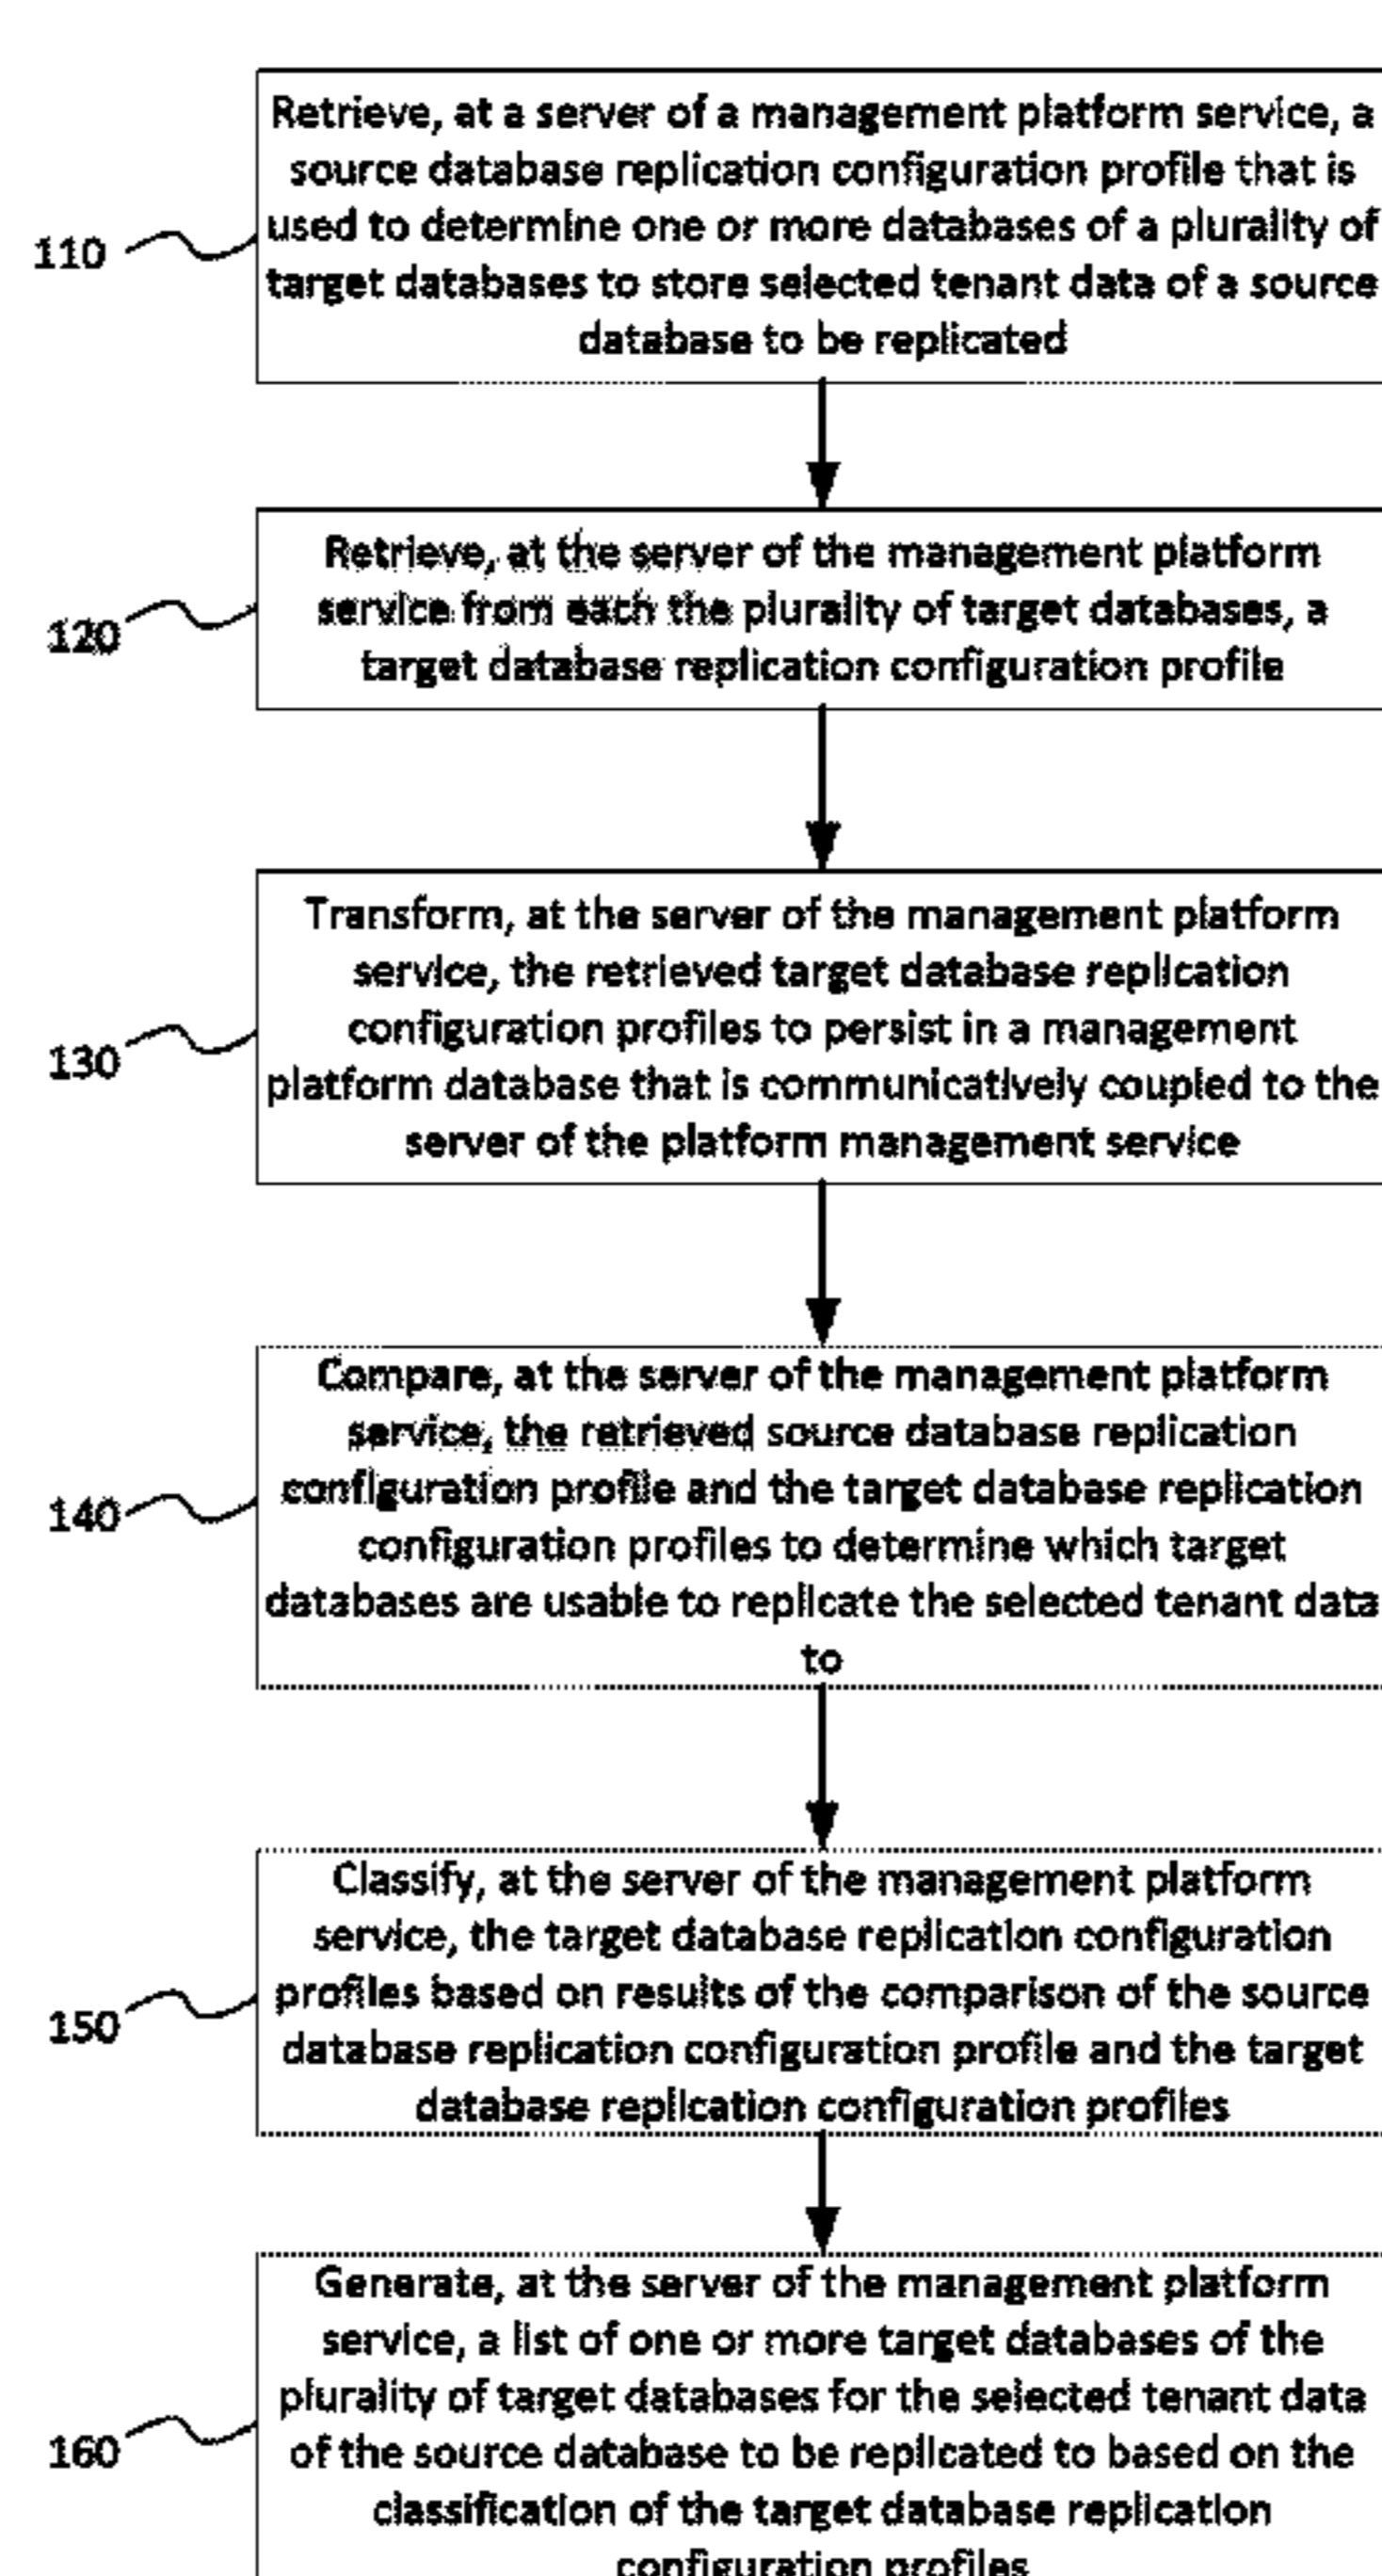 Retrieve, at a server of a management platform service, a
source database replication configuration profile that is
used to determine one or more databases of a plurality of
target databases to store selected tenant data of a source
database to be replicated
110
Retrieve, at the server of the management platform
service from each the plurality of target databases, a
target database replication configuration profile
120
Transform, at the server of the management platform
service, the retrieved target database replication
configuration profiles to persist in a management
platform database that is communicatively coupled to the
server of the platform management service
130
Compare, at the server of the management platform
service, the retrieved source database replication
configuration profile and the target database replication
configuration profiles to determine which target
databases are usable to replicate the selected tenant data
to
140
Classify, at the server of the management platform
service, the target database replication configuration
profiles based on results of the comparison of the source
database replication configuration profile and the target
database replication configuration profiles
150
Generate, at the server of the management platform
service, a list of one or more target databases of the
plurality of target databases for the selected tenant data
of the source database to be replicated to based on the
classification of the target database replication
configuration profiles
160